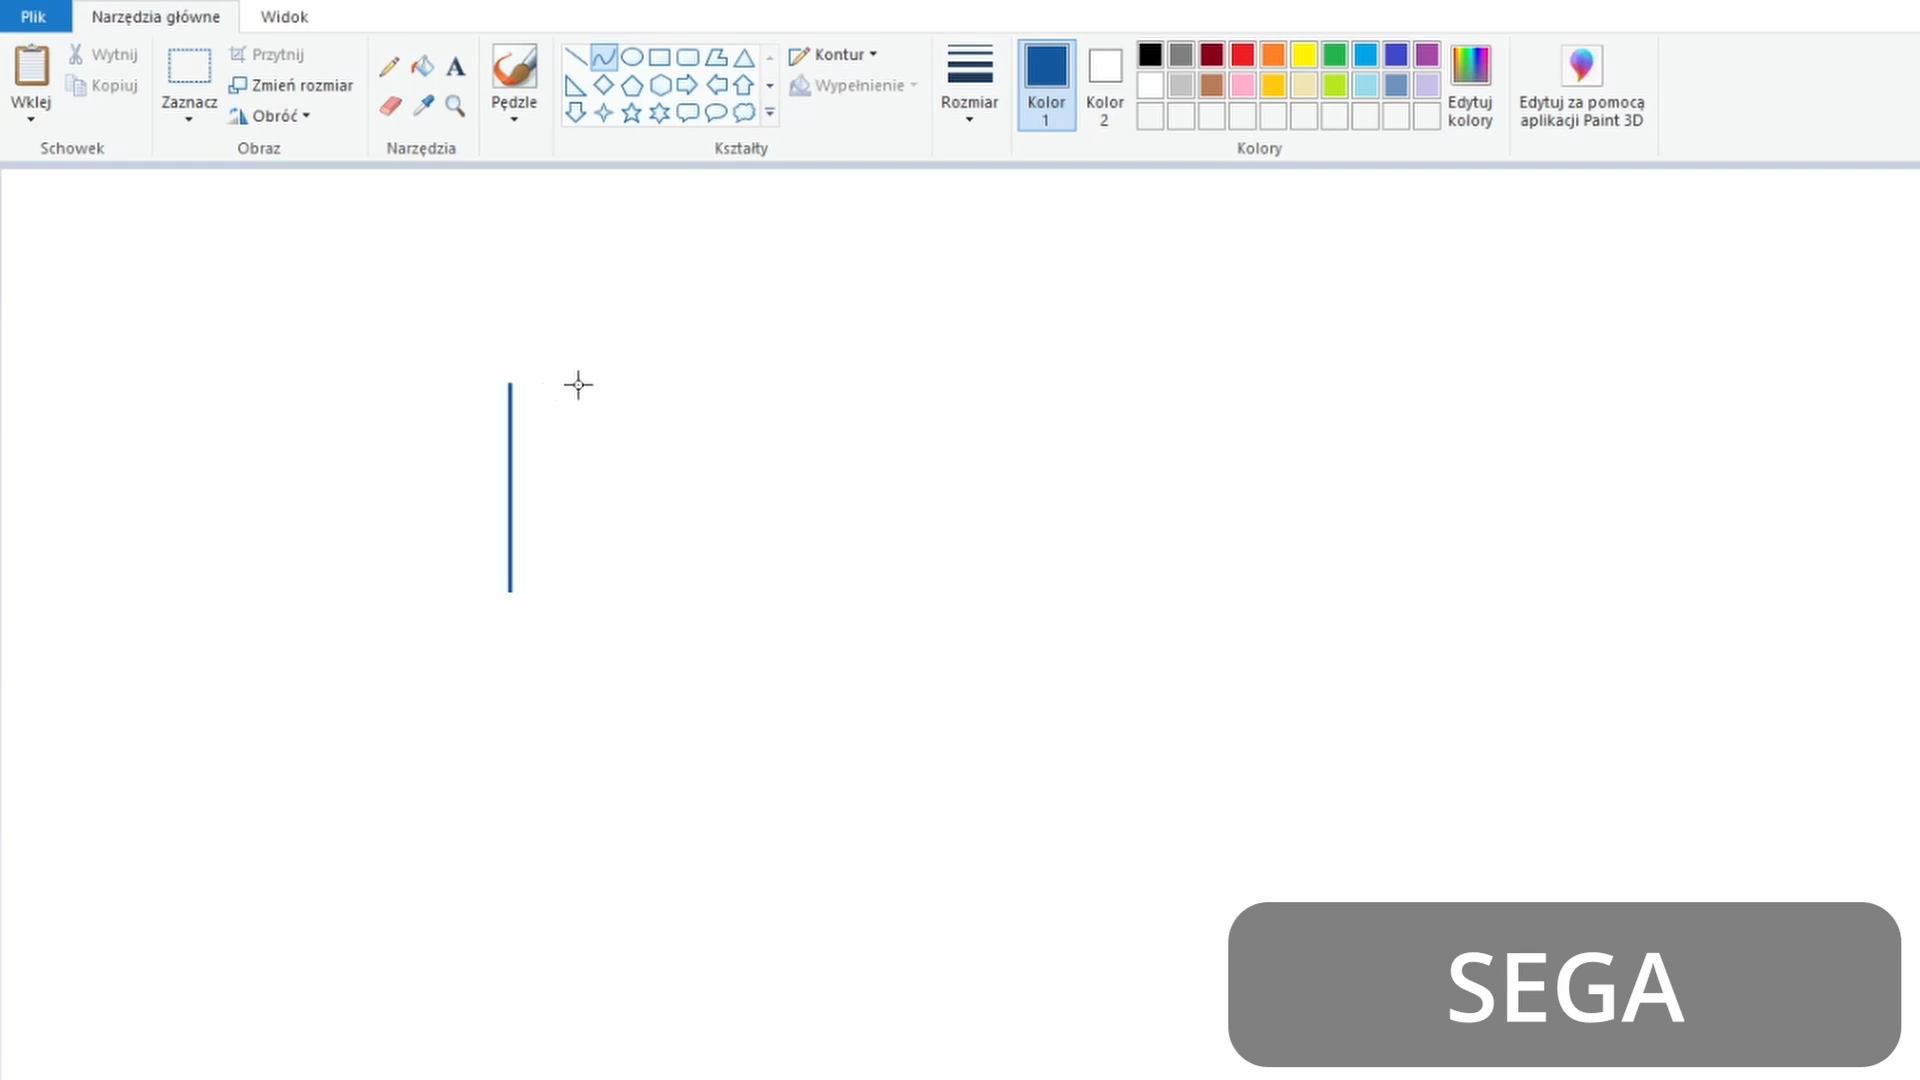 Plik Narzędzia główne Widok
Wklej
Wytnij
Kopiuj
Schowek
Zaznacz
Przytnij
Zmień rozmiar
Obróć
Obraz
A
Narzędzia
Pędzle
Kształty
Kontur
Wypełnienie
Rozmiar
Kolor
1
Kolor
2
Kolory
Edytuj
kolory
Edytuj za pomocą
aplikacji Paint 3D
SEGA